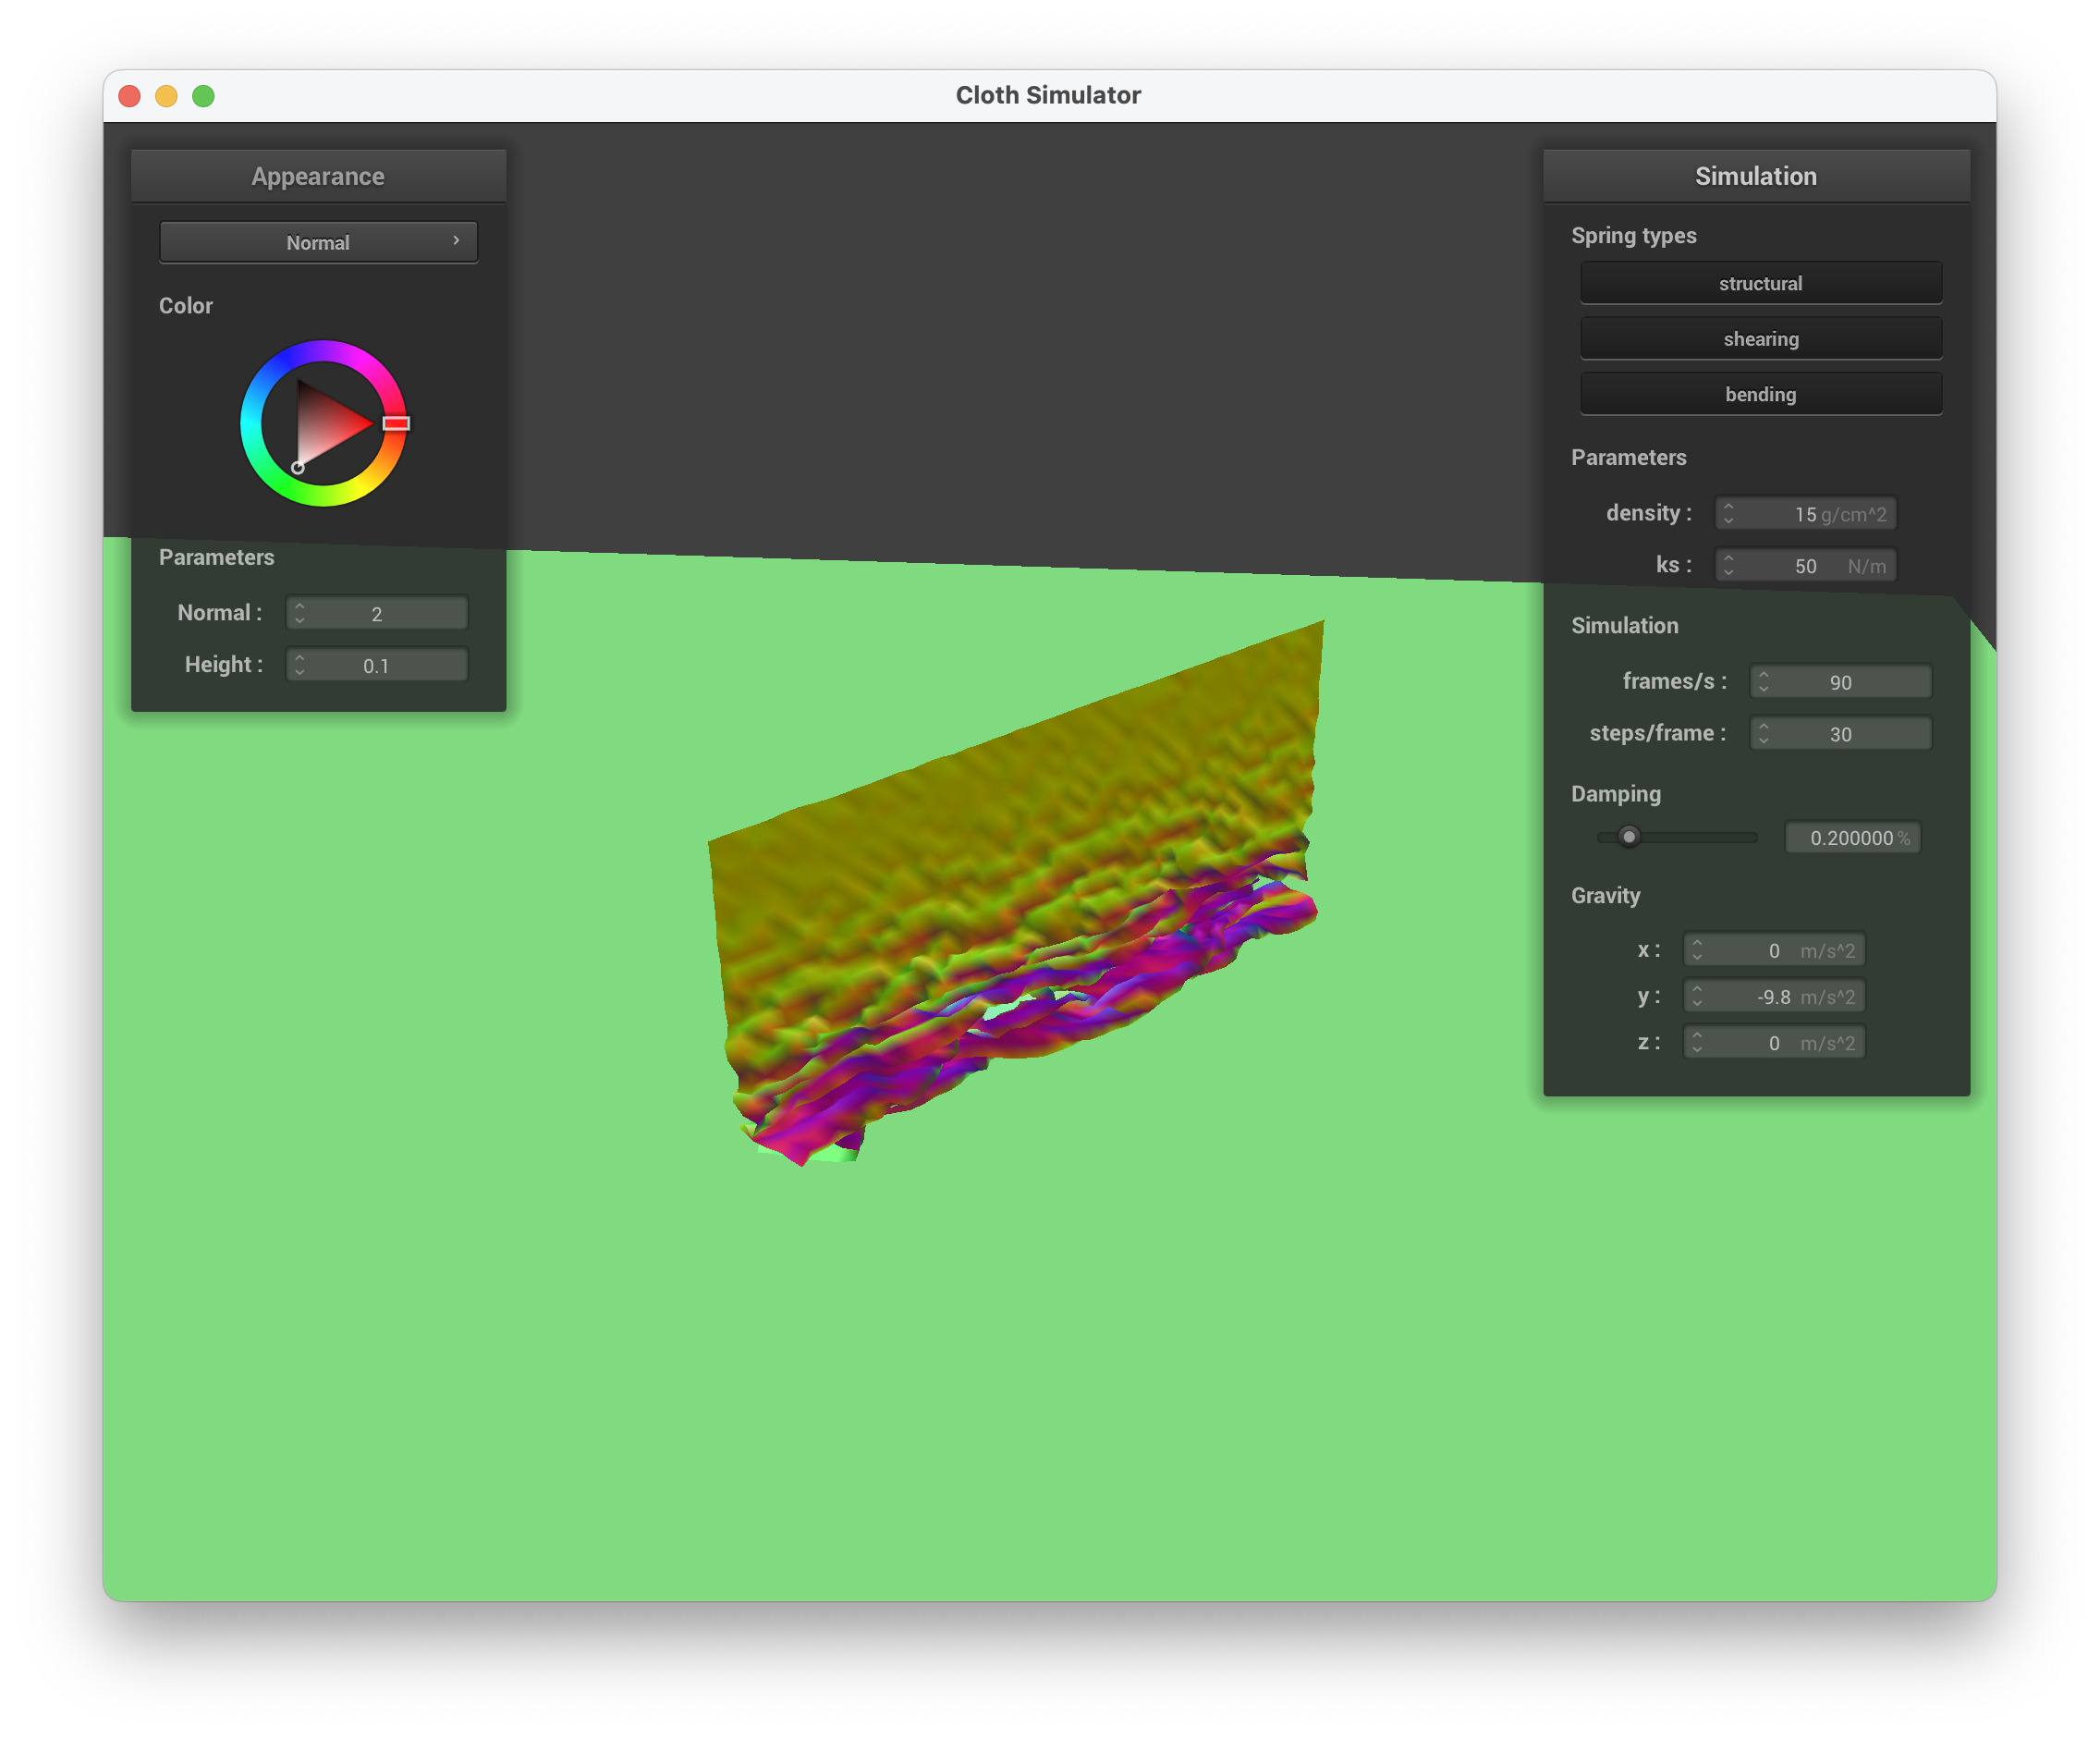 Cloth Simulator
Appearance
Normal
Color
Parameters
Normal : 2
Height : 0.1
Simulation
Spring types
structural
shearing
bending
Parameters
density : 15 g/cm^2
ks : 50 N/m
Simulation
frames/s : 90
steps/frame : 30
Damping
0.200000 %
Gravity
x : 0 m/s^2
y : -9.8 m/s^2
z : 0 m/s^2